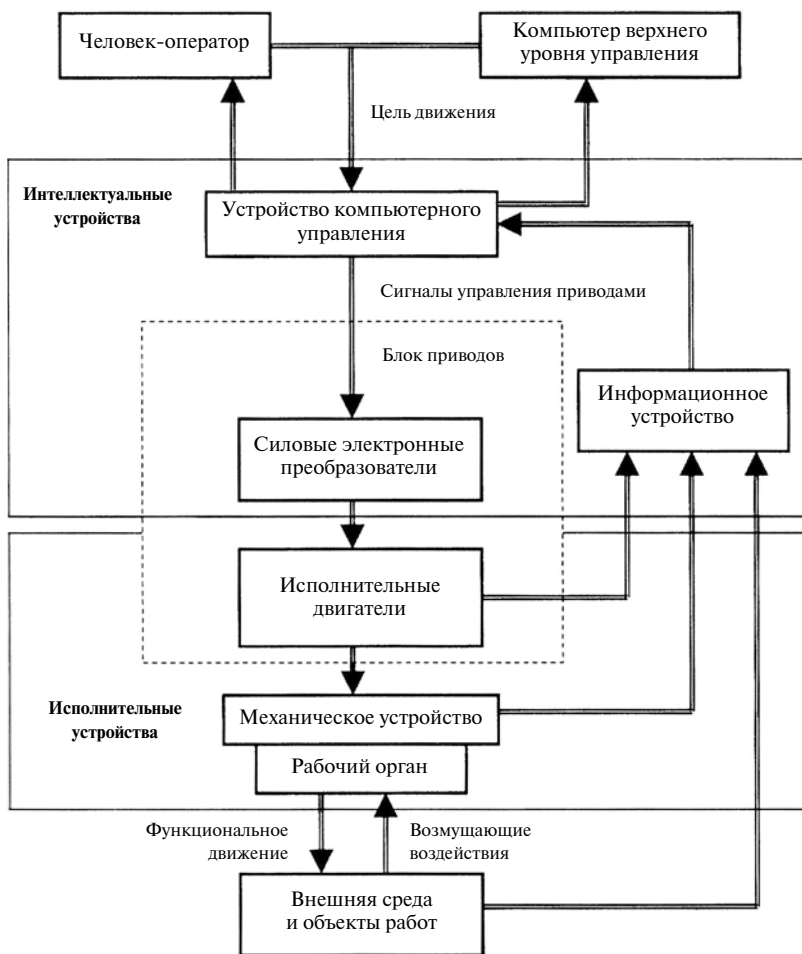 Человек-оператор
Компьютер верхнего
уровня управления
Цель движения
Интеллектуальные
устройства
Устройство компьютерного
управления
Сигналы управления приводами
Блок приводов
Информационное
устройство
Силовые электронные
преобразователи
Исполнительные
двигатели
Исполнительные
устройства
Механическое устройство
Рабочий орган
Функциональное
движение
Возмущающие
воздействия
Внешняя среда
и объекты работ